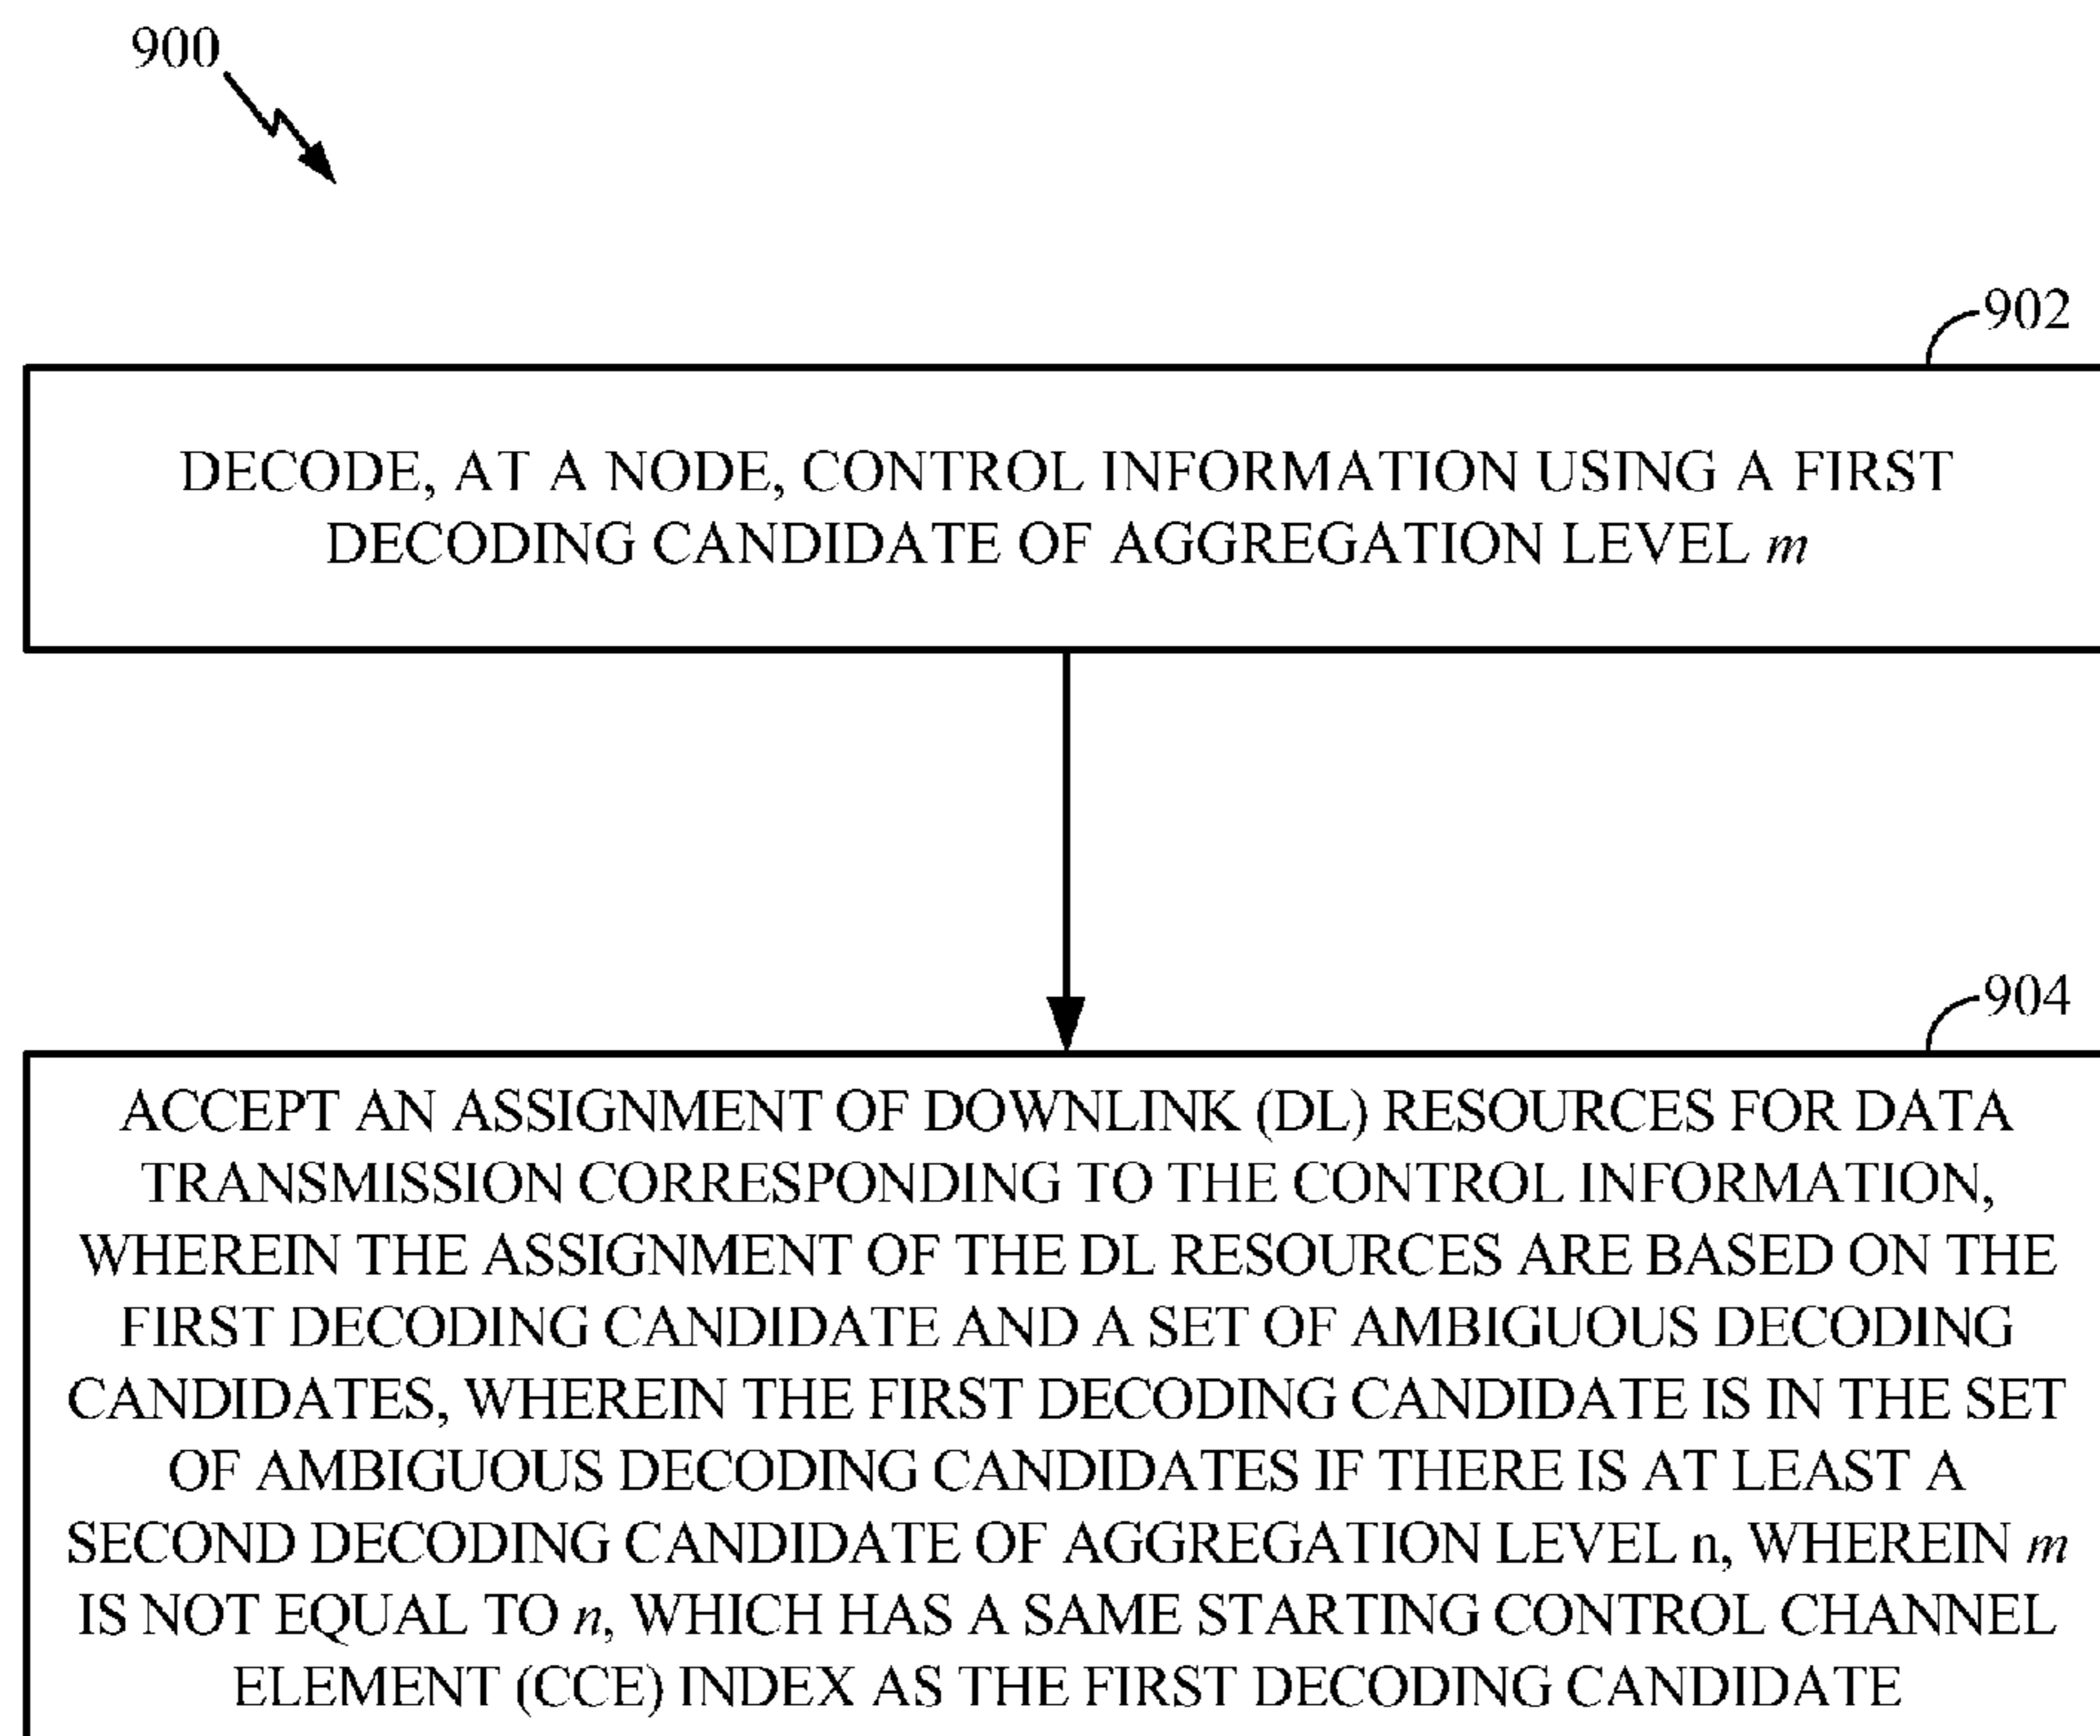 900
902
DECODE, AT A NODE, CONTROL INFORMATION USING A FIRST
DECODING CANDIDATE OF AGGREGATION LEVEL m
904
ACCEPT AN ASSIGNMENT OF DOWNLINK (DL) RESOURCES FOR DATA
TRANSMISSION CORRESPONDING TO THE CONTROL INFORMATION,
WHEREIN THE ASSIGNMENT OF THE DL RESOURCES ARE BASED ON THE
FIRST DECODING CANDIDATE AND A SET OF AMBIGUOUS DECODING
CANDIDATES, WHEREIN THE FIRST DECODING CANDIDATE IS IN THE SET
OF AMBIGUOUS DECODING CANDIDATES IF THERE IS AT LEAST A
SECOND DECODING CANDIDATE OF AGGREGATION LEVEL n, WHEREIN m
IS NOT EQUAL TO n, WHICH HAS A SAME STARTING CONTROL CHANNEL
ELEMENT (CCE) INDEX AS THE FIRST DECODING CANDIDATE